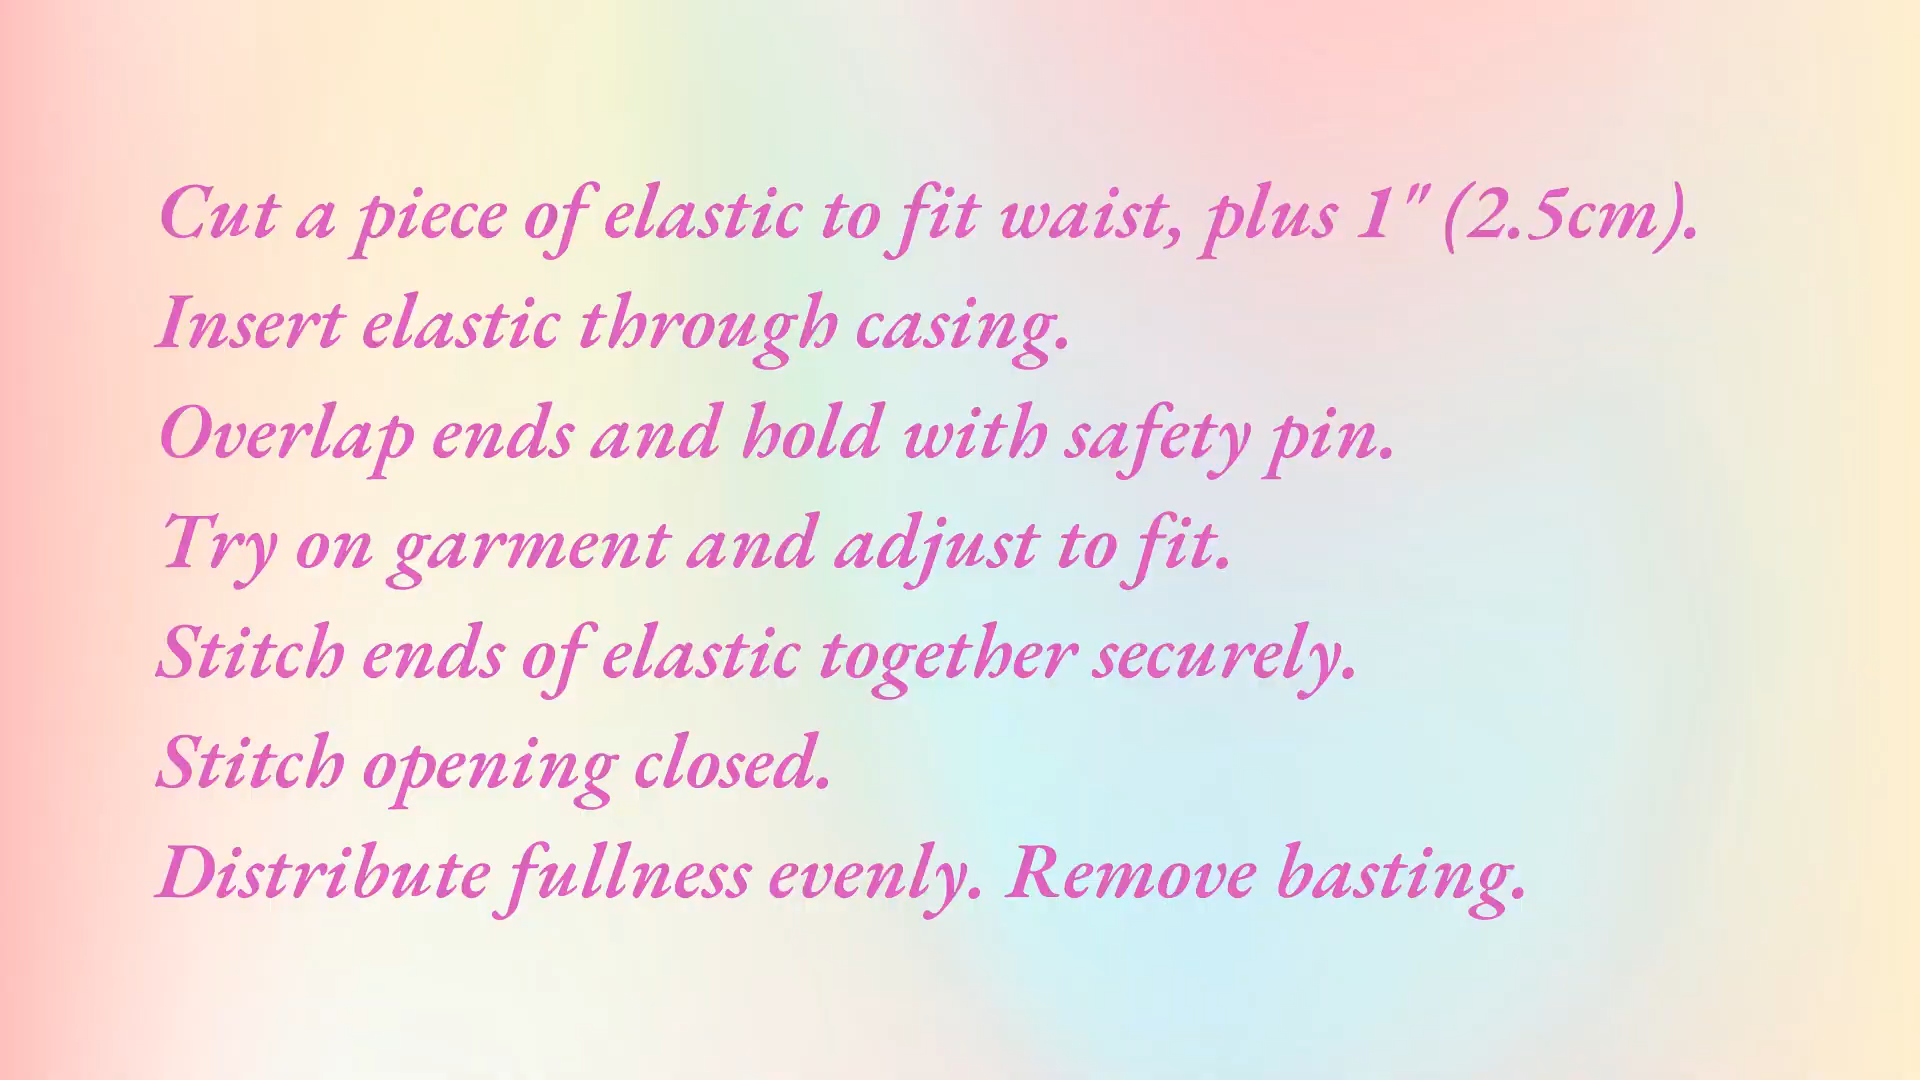 Cut a piece of elastic to fit waist, plus 1" (2.5cm).
Insert elastic through casing.
Overlap ends and hold with safety pin.
Try on garment and adjust to fit.
Stitch ends of elastic together securely.
Stitch opening closed.
Distribute fullness evenly. Remove basting.